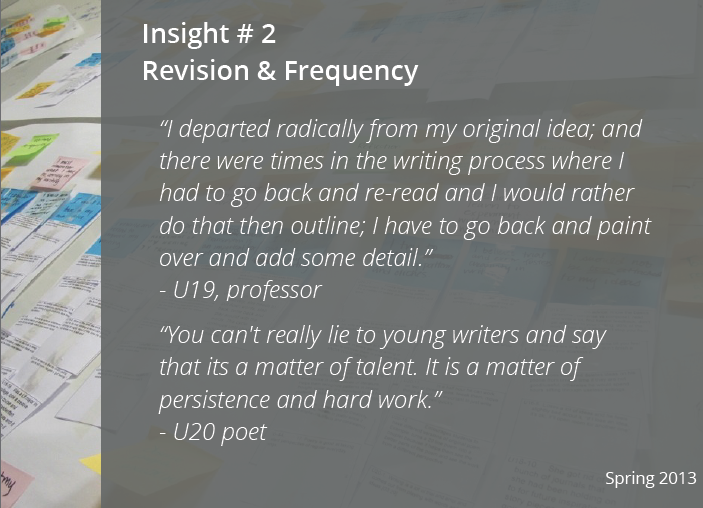 Insight # 2
Revision & Frequency
“I departed radically from my original idea; and
there were times in the writing process where I
had to go back and re-read and I would rather
do that then outline; I have to go back and paint
over and add some detail.”
- U19, professor
“You can't really lie to young writers and say
that its a matter of talent. It is a matter of
persistence and hard work.”
- U20 poet
Spring 2013